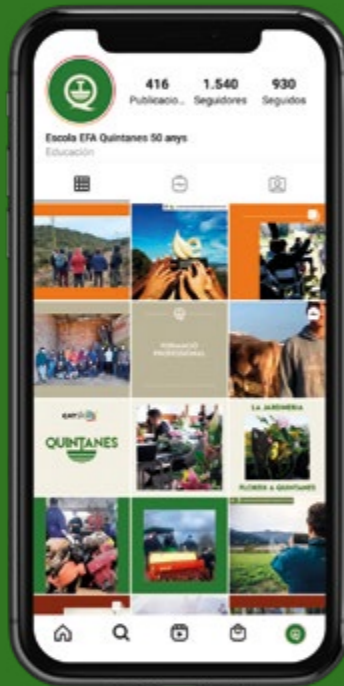 416 1.540 930
Publicacio... Seguidores Seguidos
Escola EFA Quintanes 50 anys
Educación
FORMACIÓ
PROFESSIONAL
QUINTANES
LA JARDINERIA
FLOREIX A QUINTANES